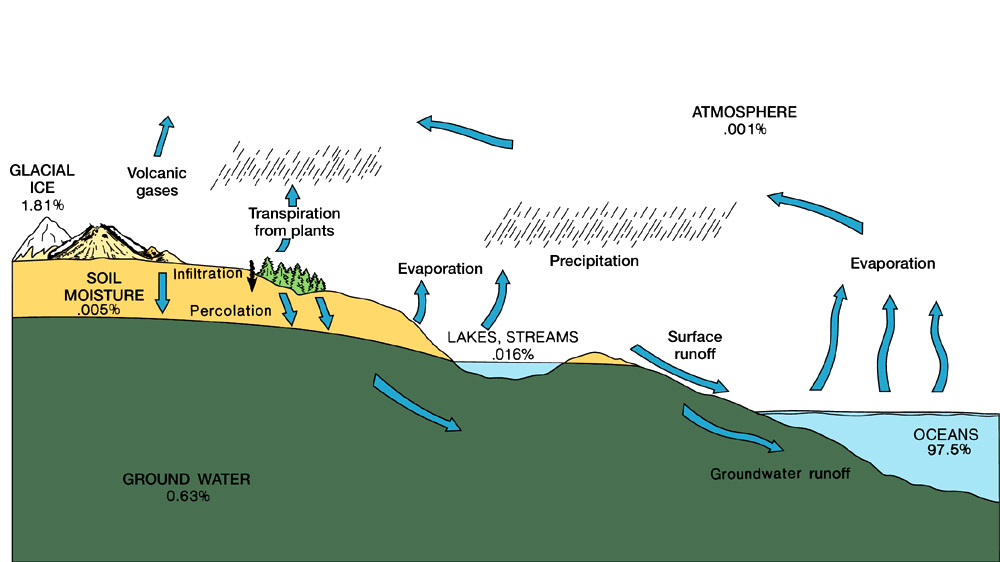 ATMOSPHERE
.001%
GLACIAL
ICE
1.81%
Volcanic
gases
Transpiration
from plants
Evaporation
Precipitation
Evaporation
SOIL
MOISTURE
.005%
Infiltration
Percolation
LAKES, STREAMS
.016%
Surface
runoff
OCEANS
97.5%
GROUND WATER
0.63%
Groundwater runoff